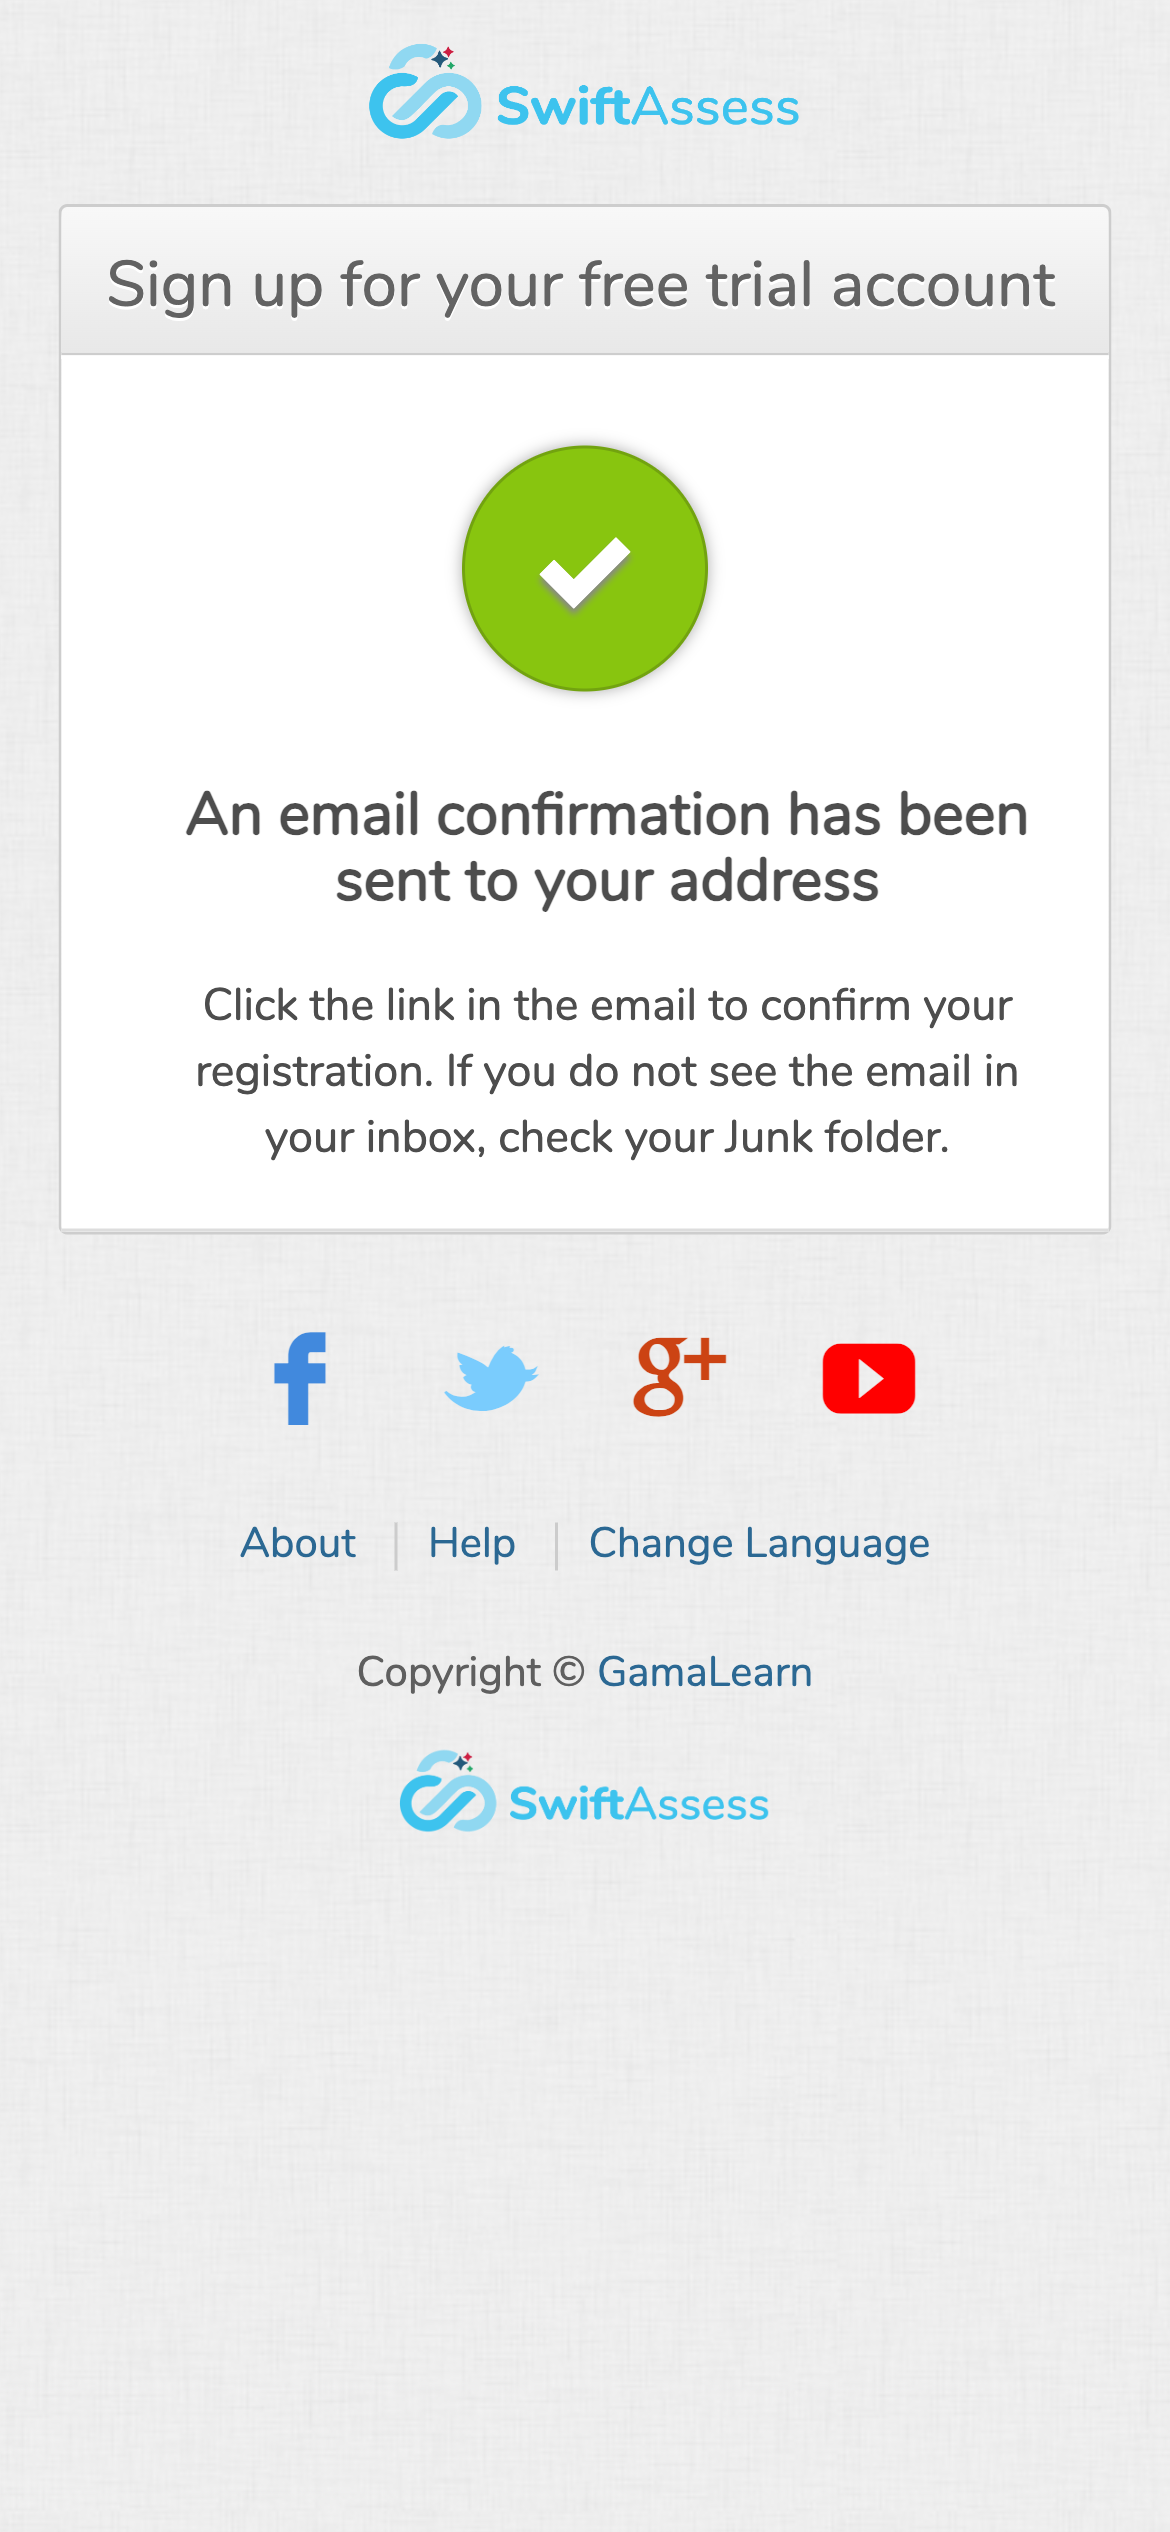 SwiftAssess
Sign up for your free trial account
An email confirmation has been
sent to your address
Click the link in the email to confirm your
registration. If you do not see the email in
your inbox, check your Junk folder.
f g+
About | Help | Change Language
Copyright © GamaLearn
SwiftAssess